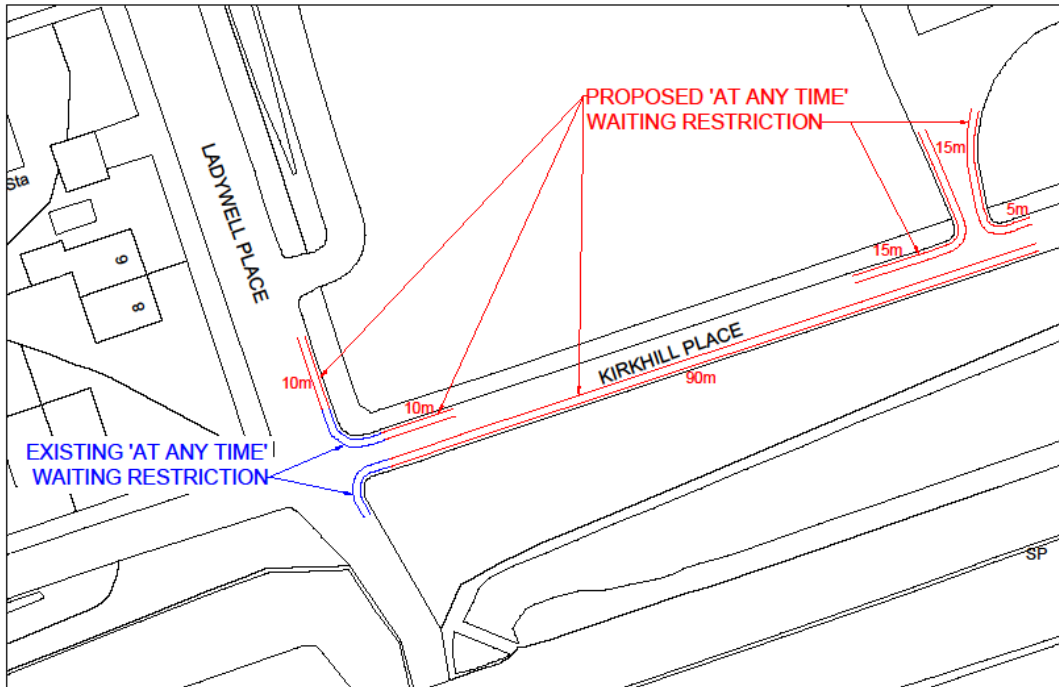 PROPOSED 'AT ANY TIME'
WAITING RESTRICTION
15m
Sta
LADYWELL PLACE
5m
15m
9
8
KIRKHILL PLACE
90m
10m
10m
EXISTING 'AT ANY TIME'
WAITING RESTRICTION
SP